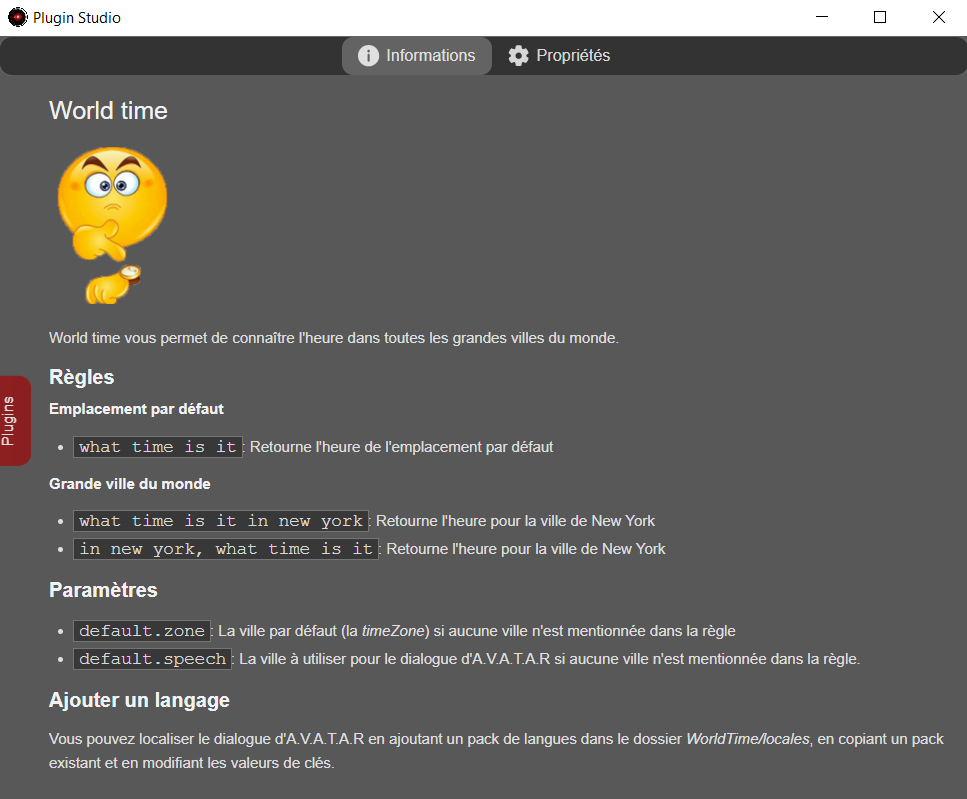 Plugin Studio
Informations
Propriétés
World time
World time vous permet de connaître l'heure dans toutes les grandes villes du monde.
Règles
Emplacement par défaut
• what time is it : Retourne l'heure de l'emplacement par défaut
Grande ville du monde
• what time is it in new york : Retourne l'heure pour la ville de New York
• in new york, what time is it : Retourne l'heure pour la ville de New York
Plugins
Paramètres
• default.zone : La ville par défaut (la timeZone) si aucune ville n'est mentionnée dans la règle
• default.speech : La ville à utiliser pour le dialogue d'A.V.A.T.A.R si aucune ville n'est mentionnée dans la règle.
Ajouter un langage
Vous pouvez localiser le dialogue d'A.V.A.T.A.R en ajoutant un pack de langues dans le dossier WorldTime/locales, en copiant un pack
existant et en modifiant les valeurs de clés.